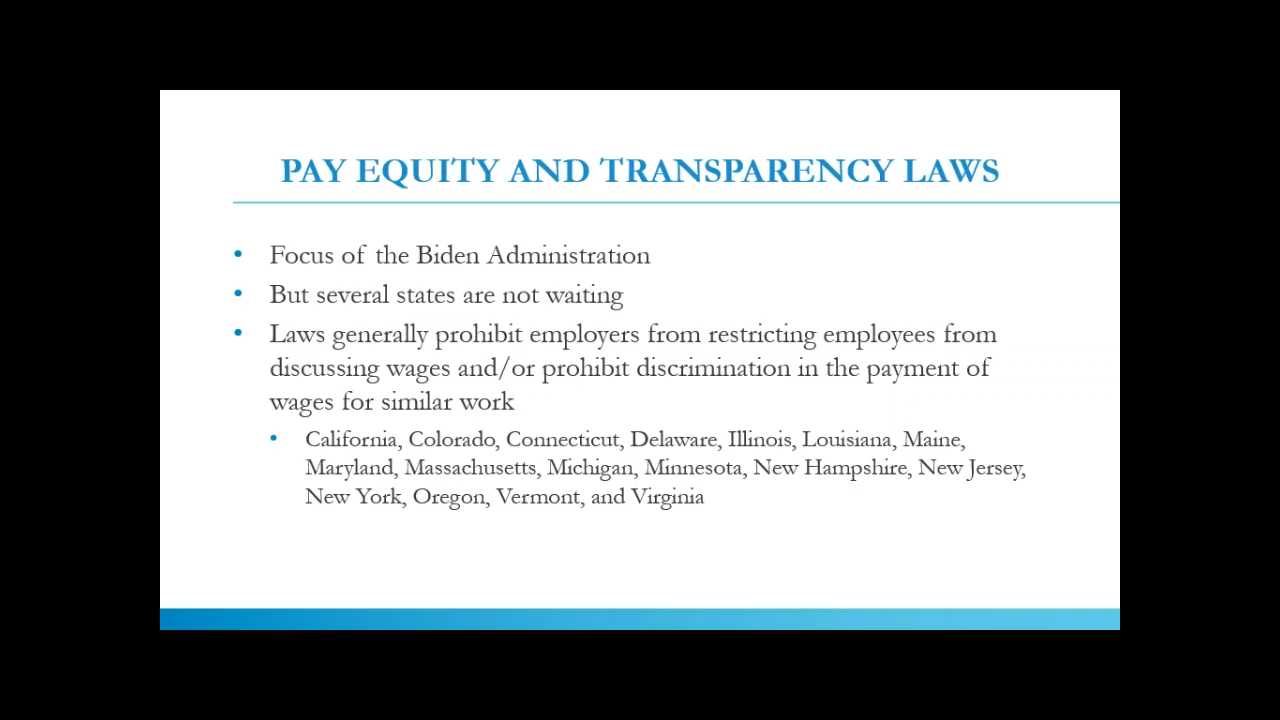 PAY EQUITY AND TRANSPARENCY LAWS
• Focus of the Biden Administration
• But several states are not waiting
• Laws generally prohibit employers from restricting employees from
discussing wages and/or prohibit discrimination in the payment of
wages for similar work
• California, Colorado, Connecticut, Delaware, Illinois, Louisiana, Maine,
Maryland, Massachusetts, Michigan, Minnesota, New Hampshire, New Jersey,
New York, Oregon, Vermont, and Virginia